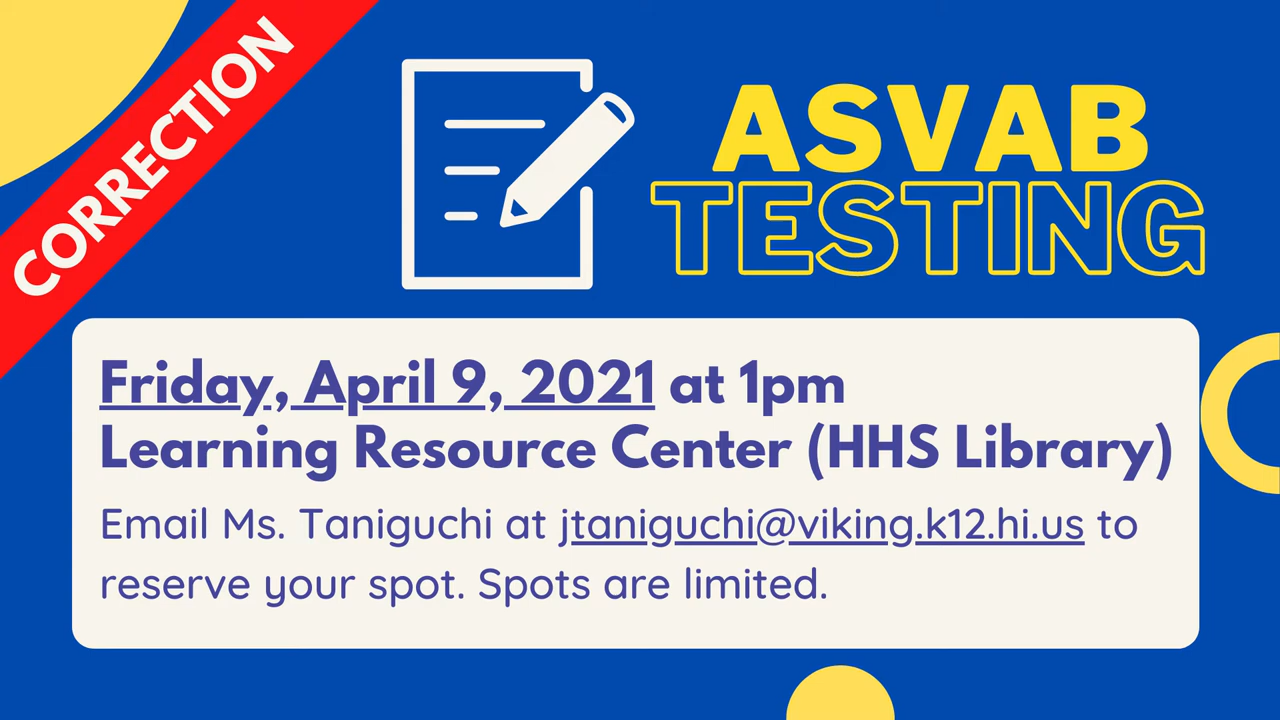 CORRECTION
ASVAB
TESTING
Friday, April 9, 2021 at 1pm
Learning Resource Center (HHS Library)
Email Ms. Taniguchi at jtaniguchi@viking.k12.hi.us to
reserve your spot. Spots are limited.